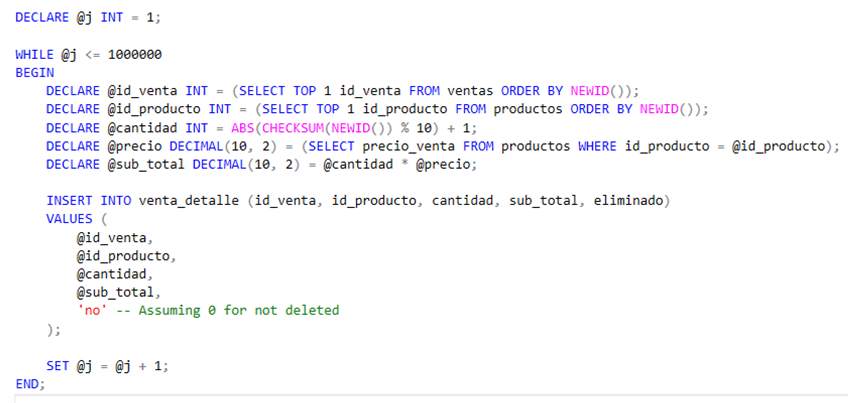 DECLARE @j INT = 1;
WHILE @j <= 1000000
BEGIN
DECLARE @id_venta INT = (SELECT TOP 1 id_venta FROM ventas ORDER BY NEWID());
DECLARE @id_producto INT = (SELECT TOP 1 id_producto FROM productos ORDER BY NEWID());
DECLARE @cantidad INT = ABS(CHECKSUM(NEWID()) % 10) + 1;
DECLARE @precio DECIMAL(10, 2) = (SELECT precio_venta FROM productos WHERE id_producto = @id_producto);
DECLARE @sub_total DECIMAL(10, 2) = @cantidad * @precio;
INSERT INTO venta_detalle (id_venta, id_producto, cantidad, sub_total, eliminado)
VALUES (
@id_venta,
@id_producto,
@cantidad,
@sub_total,
'no' -- Assuming 0 for not deleted
);
SET @j = @j + 1;
END;